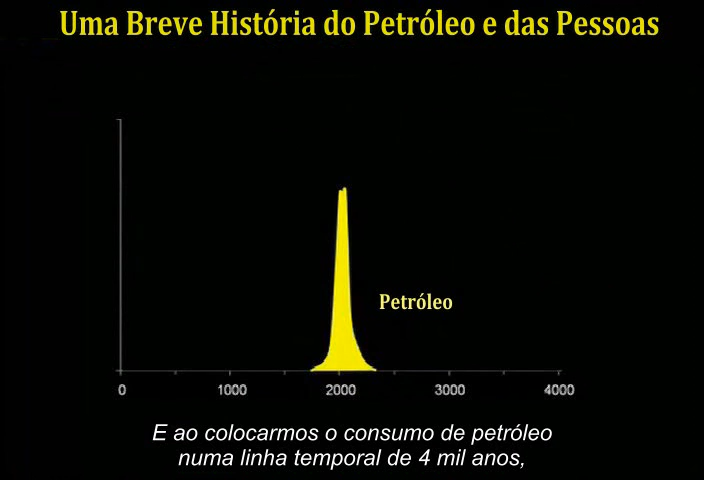 Uma Breve História do Petróleo e das Pessoas
Petróleo
0 1000 2000 3000 4000
E ao colocarmos o consumo de petróleo
numa linha temporal de 4 mil anos,